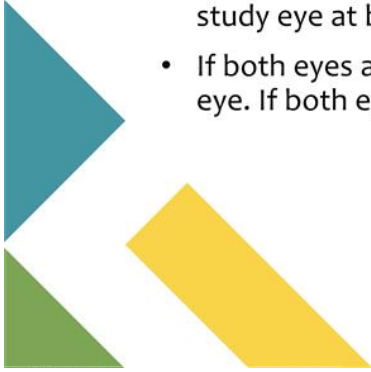 study eye at
• If both eyes a
eye. If both e